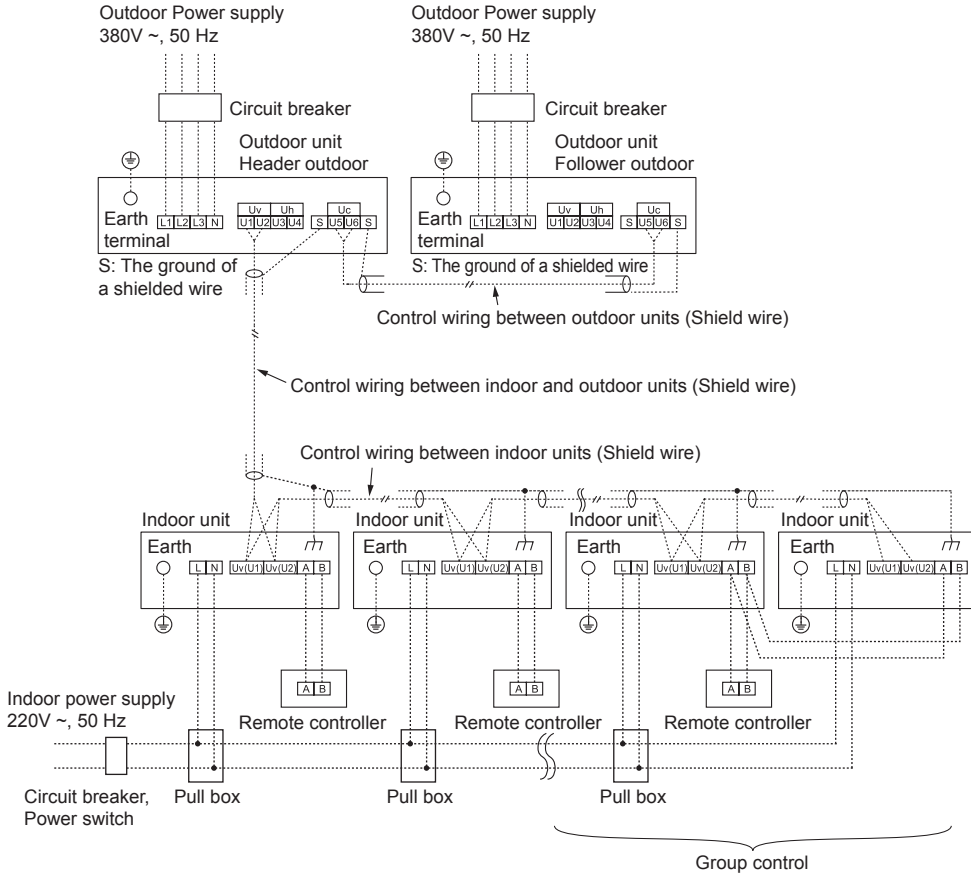 Outdoor Power supply
380V ~, 50 Hz
Outdoor Power supply
380V ~, 50 Hz
Circuit breaker
Circuit breaker
Outdoor unit
Header outdoor
Outdoor unit
Follower outdoor
Earth
terminal
L1 L2 L3 N
Uv Uh
U1 U2 U3 U4
Uc
S U5 U6 S
Earth
terminal
L1 L2 L3 N
Uv Uh
U1 U2 U3 U4
Uc
S U5 U6 S
S: The ground of
a shielded wire
S: The ground of a shielded wire
Control wiring between outdoor units (Shield wire)
Control wiring between indoor and outdoor units (Shield wire)
Control wiring between indoor units (Shield wire)
Indoor unit
Indoor unit
Indoor unit
Indoor unit
Earth
L N Uv(U1) Uv(U2) A B
Earth
L N Uv(U1) Uv(U2) A B
Earth
L N Uv(U1) Uv(U2) A B
Earth
L N Uv(U1) Uv(U2) A B
A B
A B
A B
Remote controller
Remote controller
Remote controller
Indoor power supply
220V ~, 50 Hz
Circuit breaker,
Power switch
Pull box
Pull box
Pull box
Group control